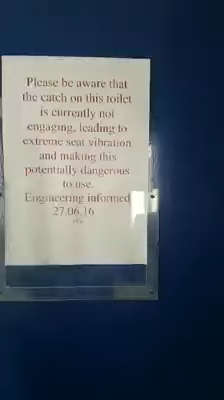 Please be aware that
the catch on this toilet
is currently not
engaging, leading to
extreme seat vibration
and making this
potentially dangerous
to use.
Engineering informed
27.06.16